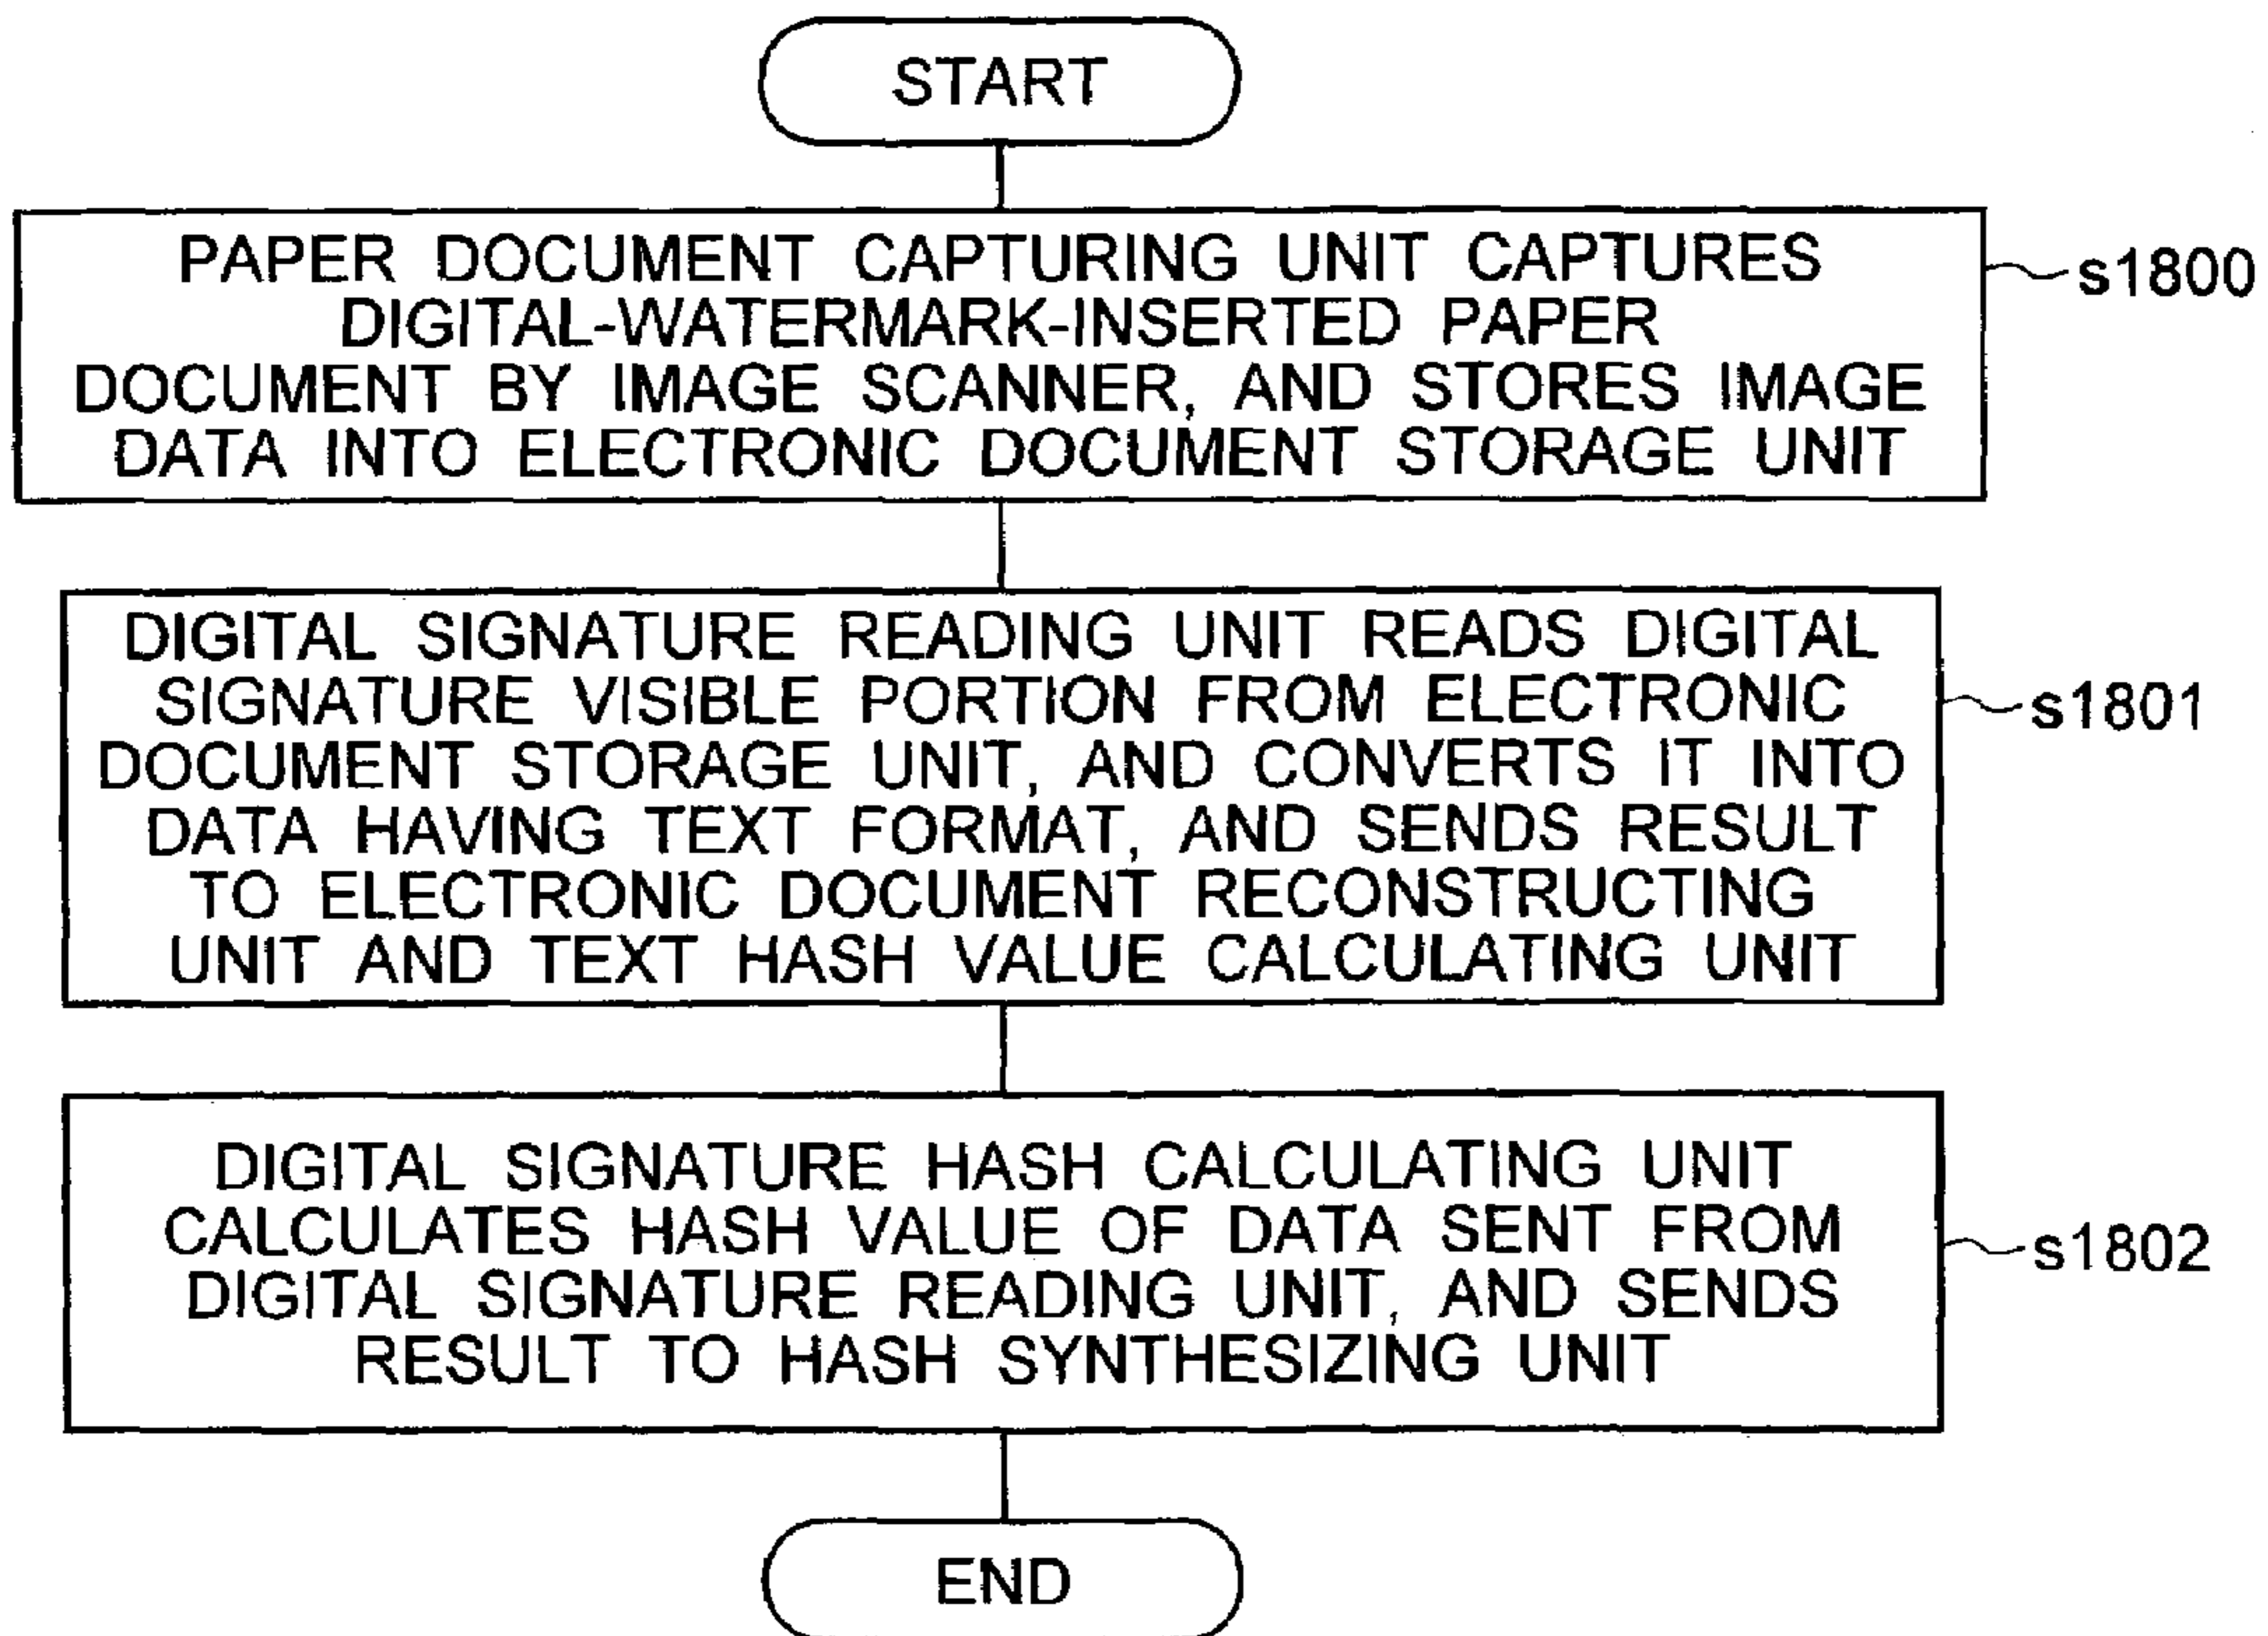 START
PAPER DOCUMENT CAPTURING UNIT CAPTURES
DIGITAL-WATERMARK-INSERTED PAPER
DOCUMENT BY IMAGE SCANNER, AND STORES IMAGE
DATA INTO ELECTRONIC DOCUMENT STORAGE UNIT
s1800
DIGITAL SIGNATURE READING UNIT READS DIGITAL
SIGNATURE VISIBLE PORTION FROM ELECTRONIC
DOCUMENT STORAGE UNIT, AND CONVERTS IT INTO
DATA HAVING TEXT FORMAT, AND SENDS RESULT
TO ELECTRONIC DOCUMENT RECONSTRUCTING
UNIT AND TEXT HASH VALUE CALCULATING UNIT
s1801
DIGITAL SIGNATURE HASH CALCULATING UNIT
CALCULATES HASH VALUE OF DATA SENT FROM
DIGITAL SIGNATURE READING UNIT, AND SENDS
RESULT TO HASH SYNTHESIZING UNIT
s1802
END